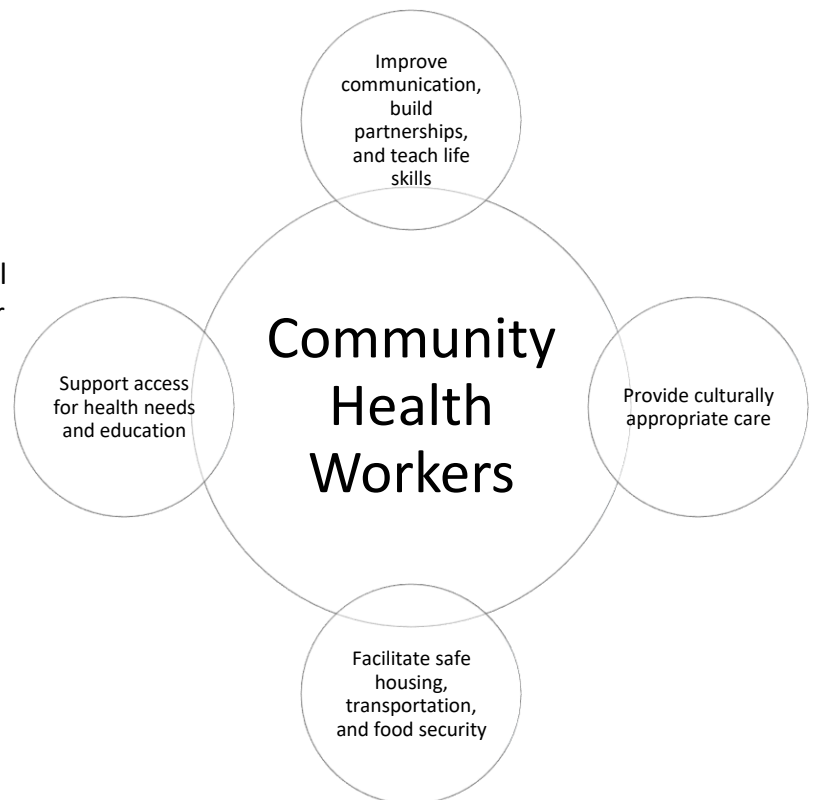 Improve
communication,
build
partnerships,
and teach life
skills
Community
Health
Workers
Support access
for health needs
and education
Provide culturally
appropriate care
Facilitate safe
housing,
transportation,
and food security